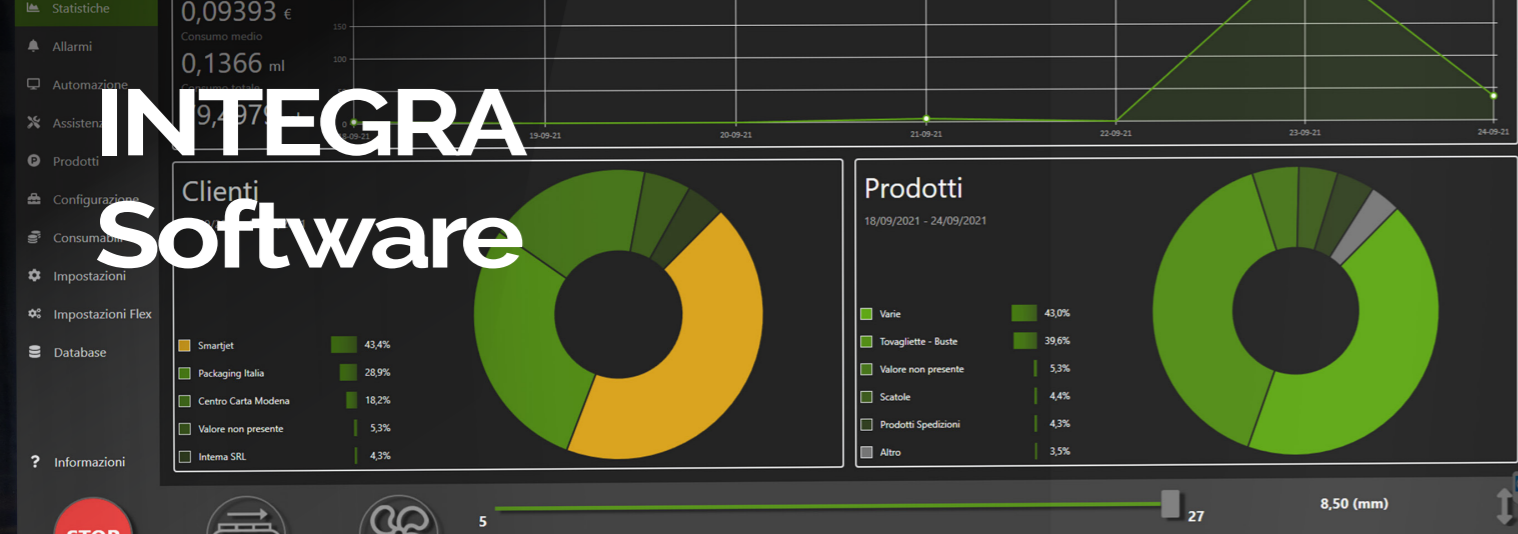 Statistiche
Allarmi
Automazione
Prodotti
Configurazione
Impostazioni
Impostazioni Flex
Database
Informazioni
STOP
0,09393 €
Consumo medio
0,1366 ml
Consumo totale
150
100
0
19-09-21
20-09-21
21-09-21
22-09-21
23-09-21
24-09-21
INTEGRA
Software
Clienti
Smartjet 43,4%
Packaging Italia 28,9%
Centro Carta Modena 18,2%
Valore non presente 5,3%
Intema SRL 4,3%
Prodotti
18/09/2021 - 24/09/2021
Varie 43,0%
Tovagliette - Buste 39,6%
Valore non presente 5,3%
Scatole 4,4%
Prodotti Spedizioni 4,3%
Altro 3,5%
5
27
8,50 (mm)